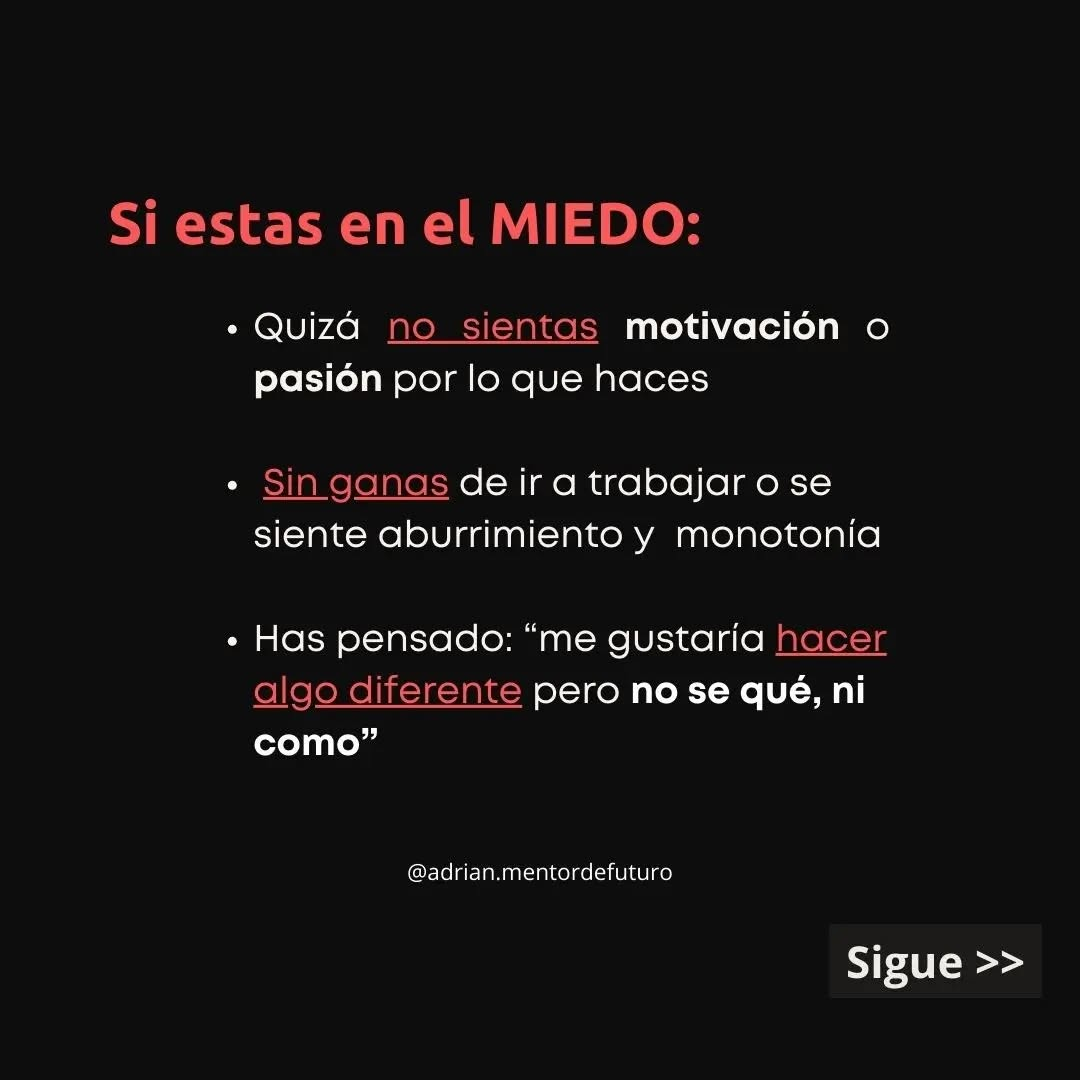 Si estas en el MIEDO:
• Quizá no sientas motivación o
pasión por lo que haces
• Sin ganas de ir a trabajar o se
siente aburrimiento y monotonía
• Has pensado: “me gustaría hacer
algo diferente pero no se qué, ni
como”
@adrian.mentordefuturo
Sigue >>